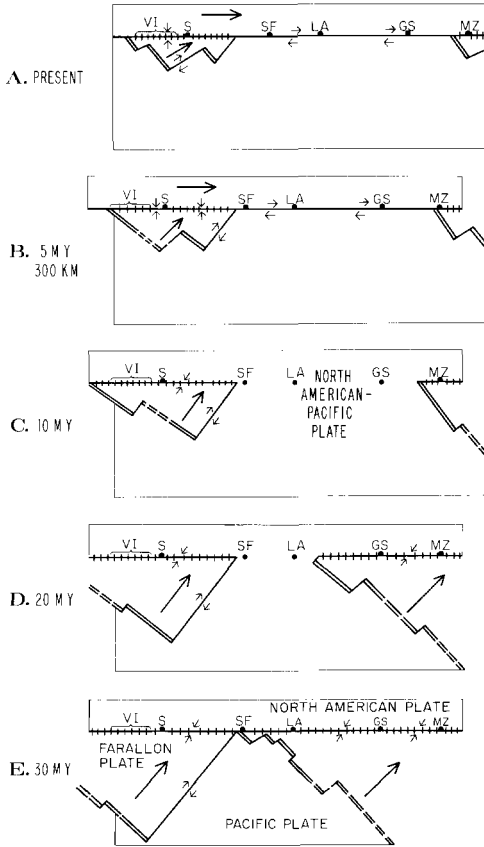 VI S SF LA GS MZ
A. PRESENT
VI S SF LA GS MZ
B. 5 MY
300 KM
VI S SF LA GS MZ
C. 10 MY
NORTH
AMERICAN-
PACIFIC
PLATE
VI S SF LA GS MZ
D. 20 MY
NORTH AMERICAN PLATE
VI S SF LA GS MZ
E. 30 MY
FARALLON
PLATE
PACIFIC PLATE